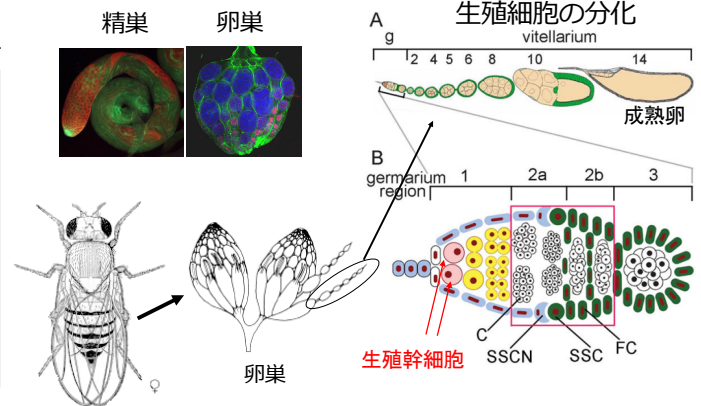 精巣
卵巣
生殖細胞の分化
A
g
vitellarium
2
4
5
6
8
10
14
成熟卵
B
germarium
region
1
2a
2b
3
C
SSCN
SSC
FC
生殖幹細胞
卵巣
♀